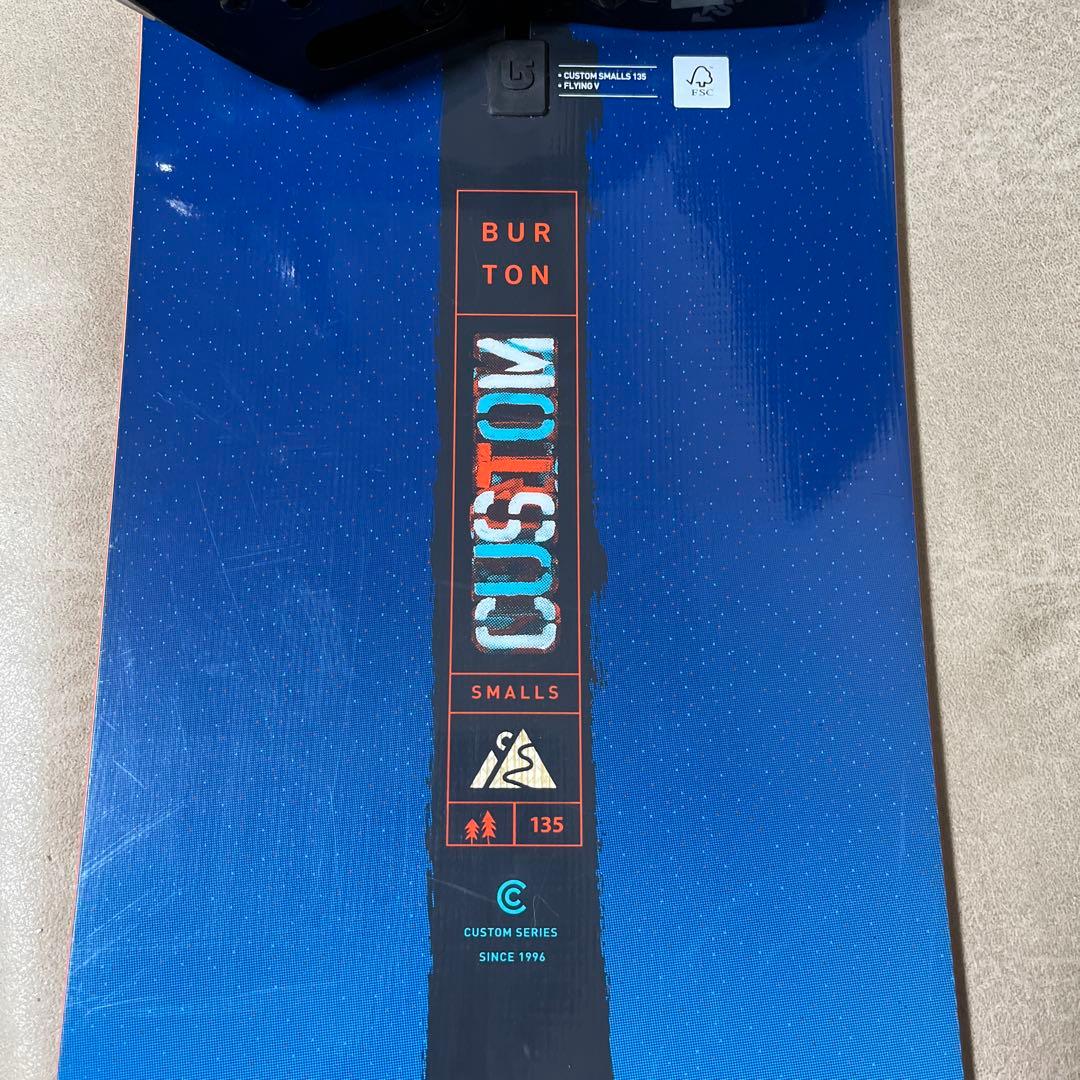 • CUSTOM SMALLS 135
• FLYING V
FSC
BUR
TON
CUSTOM
SMALLS
135
CUSTOM SERIES
SINCE 1996